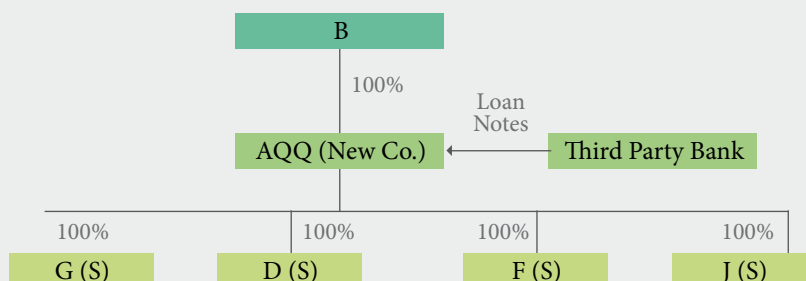 B
100%
Loan
Notes
AQQ (New Co.)
Third Party Bank
100%
100%
100%
100%
G (S)
D (S)
F (S)
J (S)